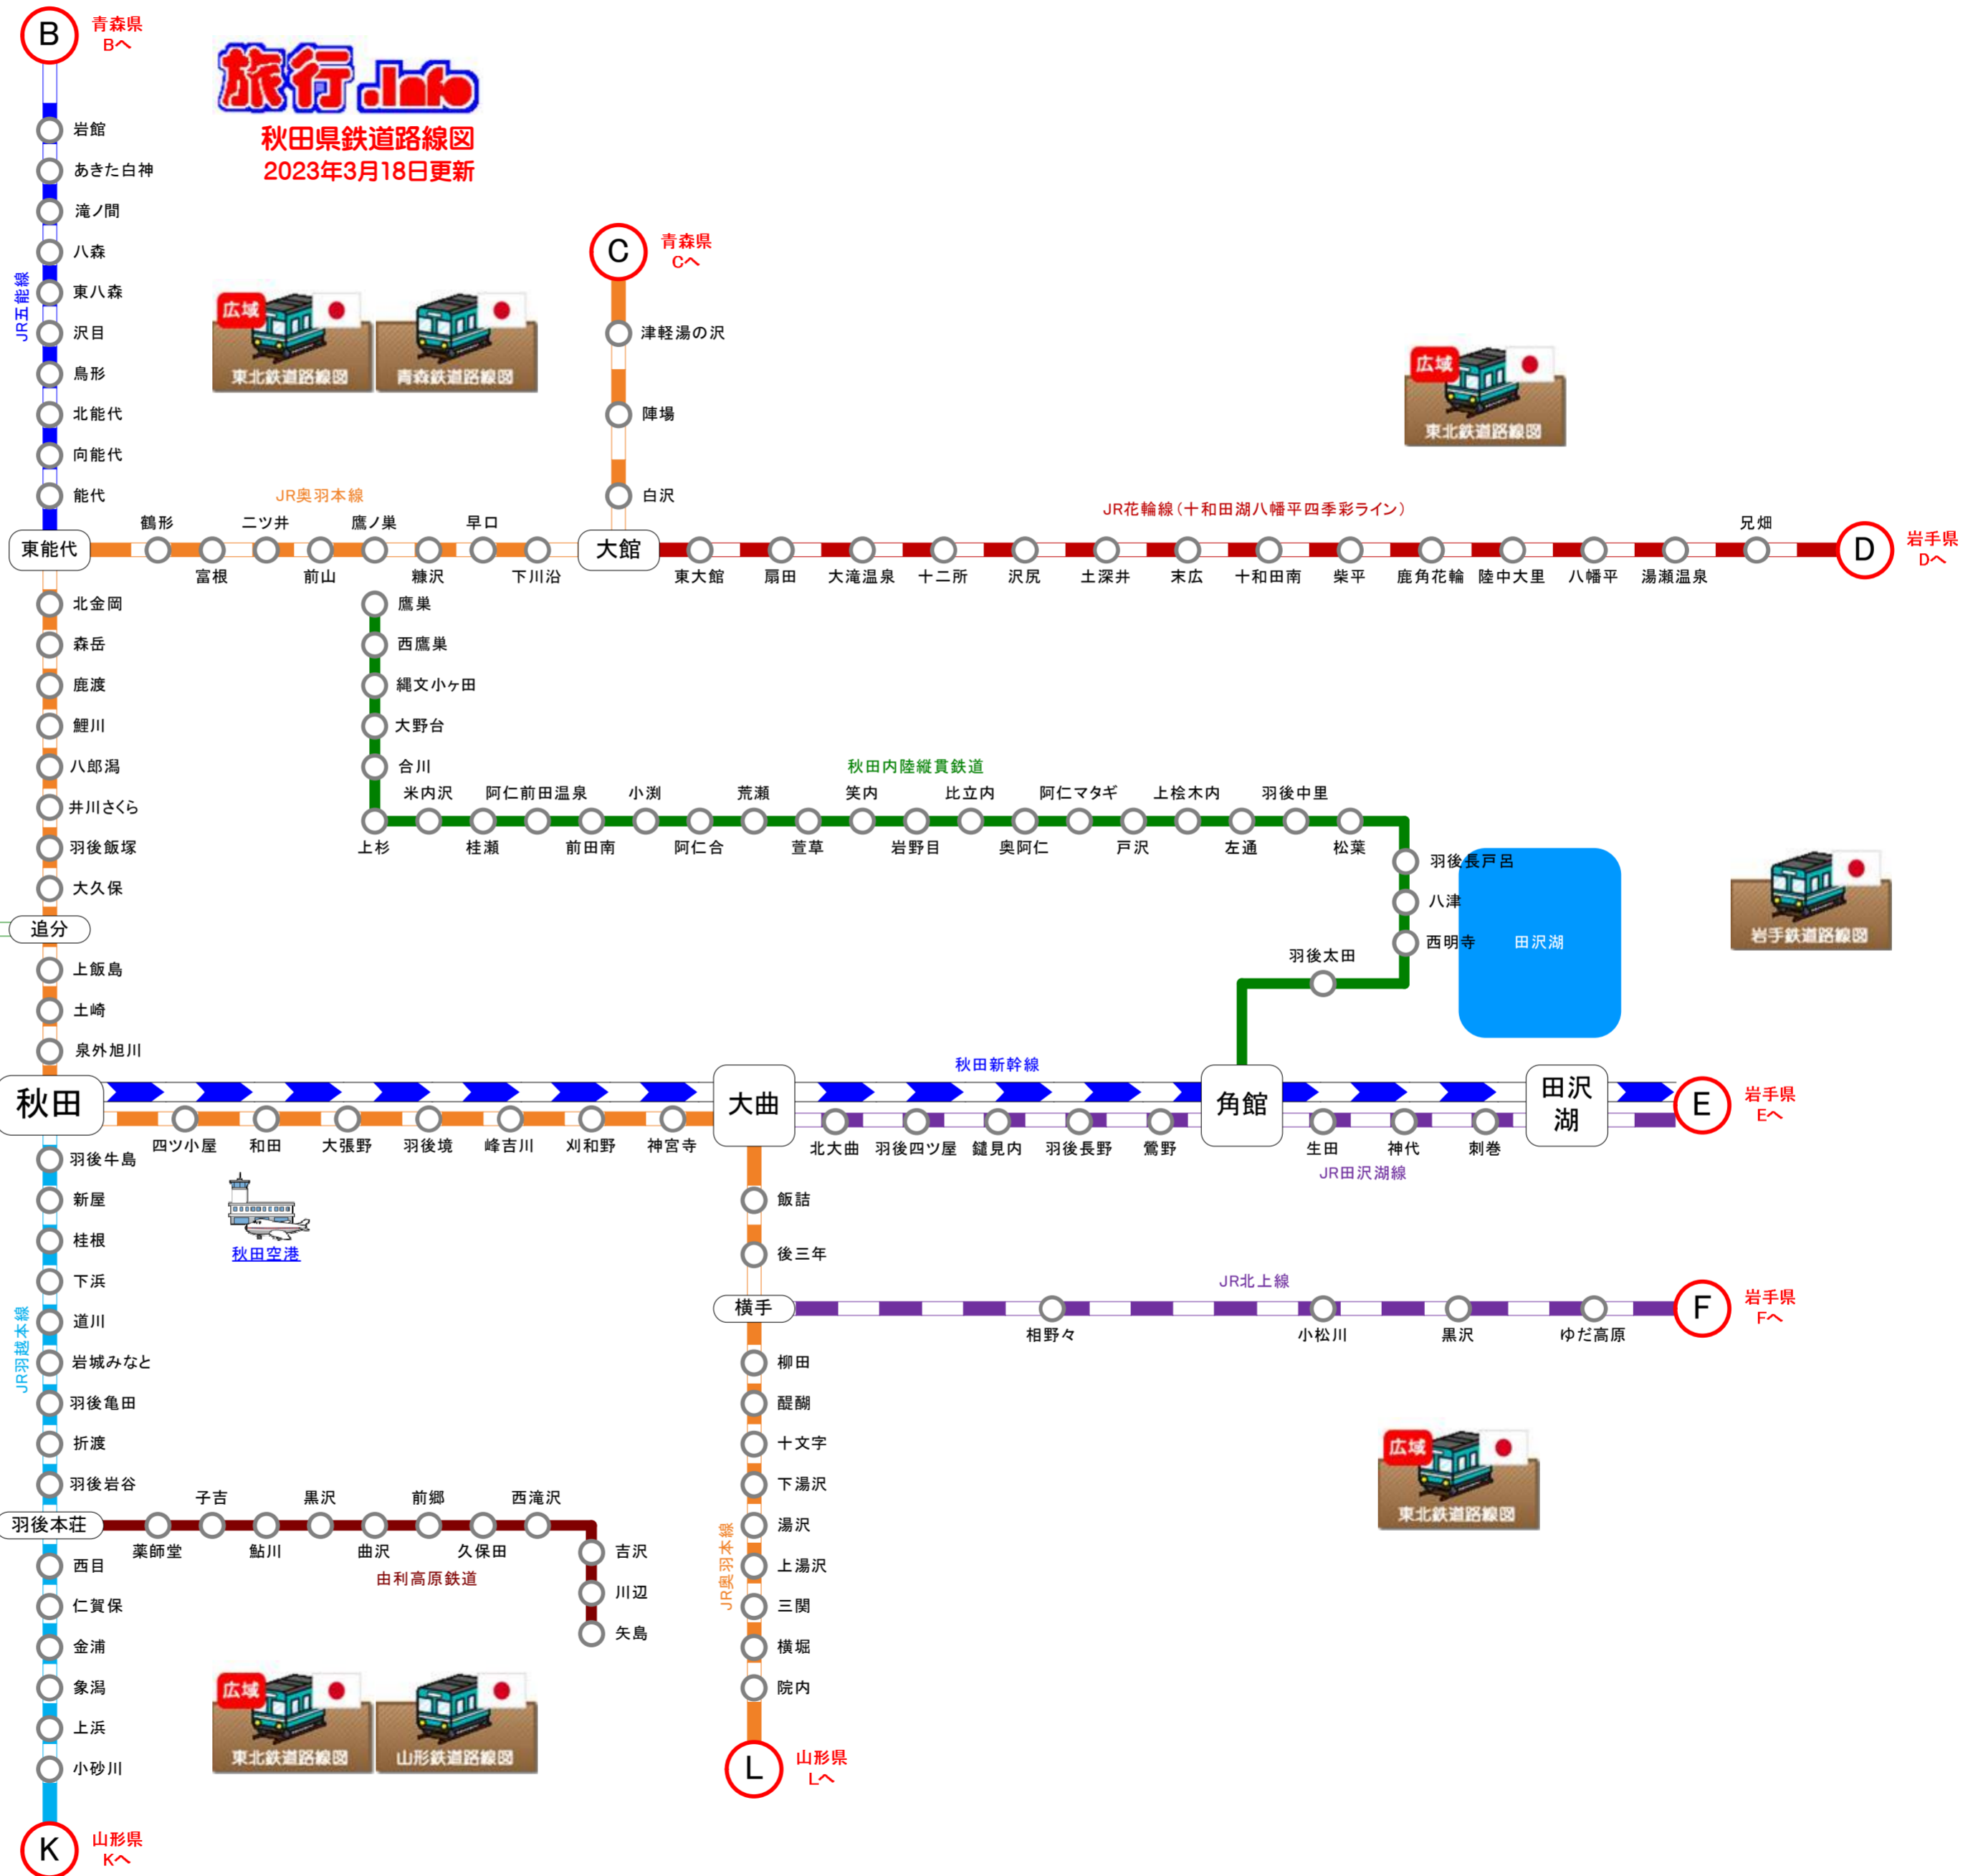 B
青森県
Bへ
旅行.Info
秋田県鉄道路線図
2023年3月18日更新
岩館
あきた白神
滝ノ間
八森
東八森
沢目
鳥形
北能代
向能代
能代
JR五能線
広域
東北鉄道路線図
青森鉄道路線図
C
青森県
Cへ
津軽湯の沢
陣場
白沢
広域
東北鉄道路線図
JR奥羽本線
東能代
鶴形
富根
二ツ井
前山
鷹ノ巣
糠沢
早口
下川沿
大館
JR花輪線(十和田湖八幡平四季彩ライン)
東大館
扇田
大滝温泉
十二所
沢尻
土深井
末広
十和田南
柴平
鹿角花輪
陸中大里
八幡平
湯瀬温泉
兄畑
D
岩手県
Dへ
北金岡
森岳
鹿渡
鯉川
八郎潟
井川さくら
羽後飯塚
大久保
追分
上飯島
土崎
泉外旭川
鷹巣
西鷹巣
縄文小ヶ田
大野台
合川
秋田内陸縦貫鉄道
上杉
米内沢
桂瀬
阿仁前田温泉
前田南
小渕
阿仁合
荒瀬
萱草
笑内
岩野目
比立内
奥阿仁
阿仁マタギ
戸沢
上桧木内
左通
羽後中里
松葉
羽後長戸呂
八津
西明寺
羽後太田
田沢湖
岩手鉄道路線図
秋田
秋田新幹線
四ツ小屋
和田
大張野
羽後境
峰吉川
刈和野
神宮寺
大曲
北大曲
羽後四ツ屋
鑓見内
羽後長野
鶯野
角館
生田
神代
刺巻
JR田沢湖線
田沢
湖
E
岩手県
Eへ
秋田空港
羽後牛島
新屋
桂根
下浜
道川
岩城みなと
羽後亀田
折渡
羽後岩谷
JR羽越本線
羽後本荘
西目
仁賀保
金浦
象潟
上浜
小砂川
K
山形県
Kへ
薬師堂
子吉
鮎川
黒沢
曲沢
前郷
久保田
西滝沢
吉沢
川辺
矢島
由利高原鉄道
広域
東北鉄道路線図
山形鉄道路線図
飯詰
後三年
横手
JR北上線
相野々
小松川
黒沢
ゆだ高原
F
岩手県
Fへ
柳田
醍醐
十文字
下湯沢
湯沢
上湯沢
三関
横堀
院内
JR奥羽本線
L
山形県
Lへ
広域
東北鉄道路線図